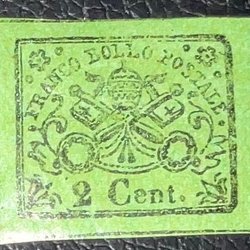 FRANCO BOLLO POSTALE
2 Cent.